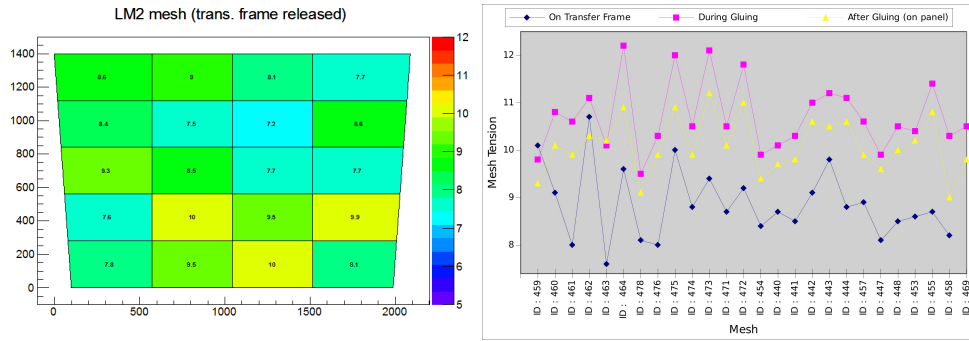 LM2 mesh (trans. frame released)
1400
1200
1000
800
600
400
200
0
8.6 9 8.1 7.7
8.4 7.5 7.2 8.6
9.3 8.5 7.7 7.7
7.6 10 9.5 9.9
7.8 9.5 10 8.1
0 500 1000 1500 2000
12
11
10
9
8
7
6
5
On Transfer Frame During Gluing After Gluing (on panel)
Mesh Tension
12
11
10
9
8
ID : 459
ID : 460
ID : 461
ID : 462
ID : 463
ID : 464
ID : 478
ID : 476
ID : 475
ID : 474
ID : 473
ID : 471
ID : 472
ID : 454
ID : 440
ID : 441
ID : 442
ID : 443
ID : 444
ID : 457
ID : 447
ID : 448
ID : 453
ID : 455
ID : 458
ID : 469
Mesh